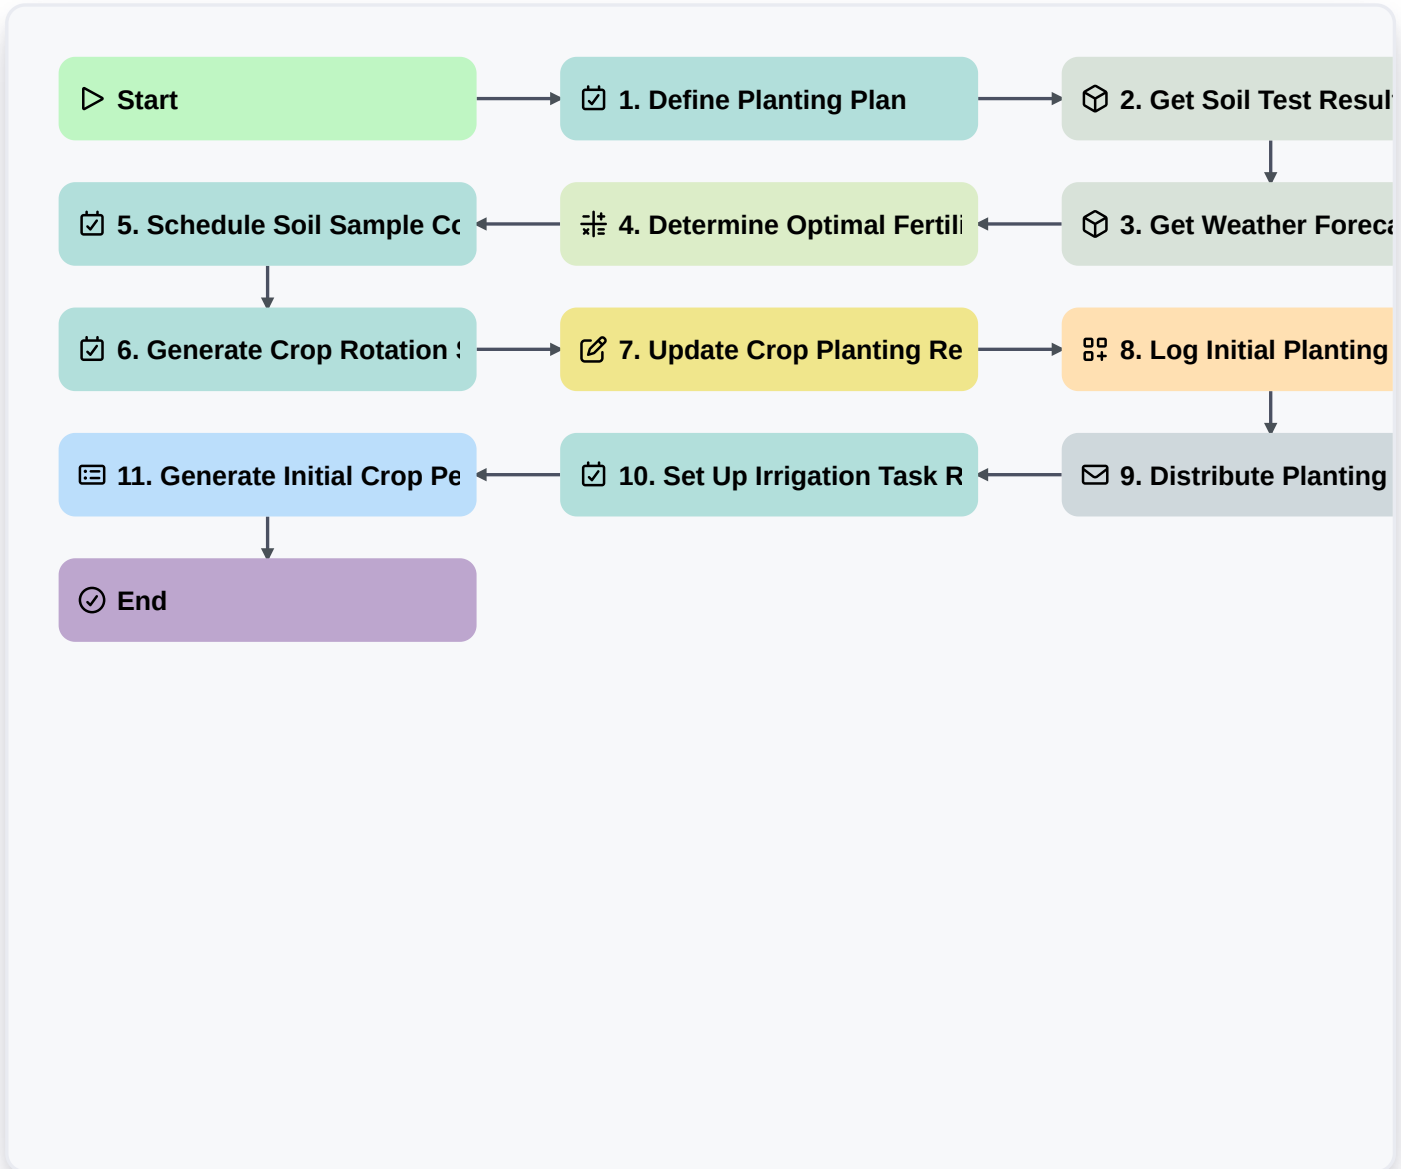 Start
1. Define Planting Plan
2. Get Soil Test Resul
3. Get Weather Foreca
4. Determine Optimal Fertili
5. Schedule Soil Sample Co
6. Generate Crop Rotation
7. Update Crop Planting Re
8. Log Initial Planting
9. Distribute Planting
10. Set Up Irrigation Task R
11. Generate Initial Crop Pe
End